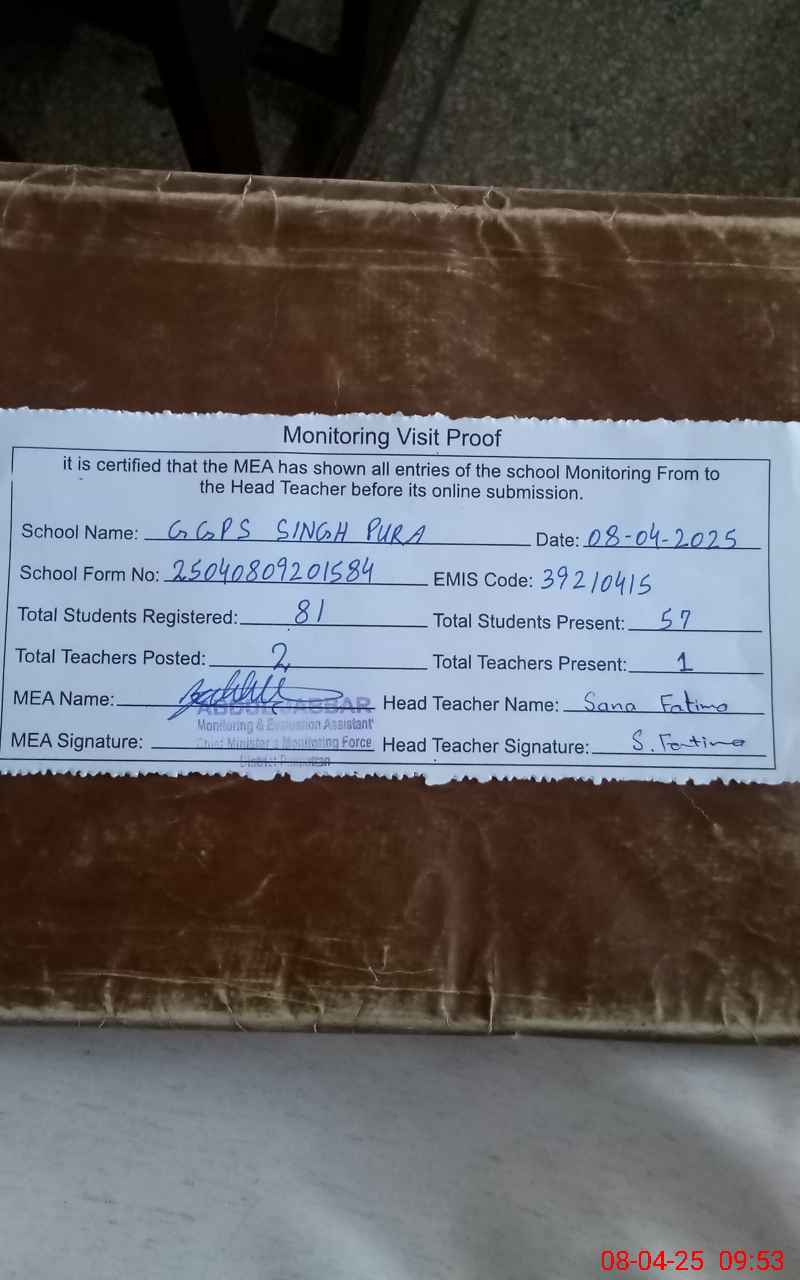 Monitoring Visit Proof
it is certified that the MEA has shown all entries of the school Monitoring From to
the Head Teacher before its online submission.
School Name: GGPS SINGH PURA Date: 08-04-2025
School Form No: 25040809201584 EMIS Code: 39210415
Total Students Registered: 81 Total Students Present: 57
Total Teachers Posted: 2 Total Teachers Present: 1
MEA Name: ABDUL JABBAR Head Teacher Name: Sana Fatima
Monitoring & Evaluation Assistant
MEA Signature: Chief Minister's Monitoring Force Head Teacher Signature: S. Fatima
District
08-04-25 09:53